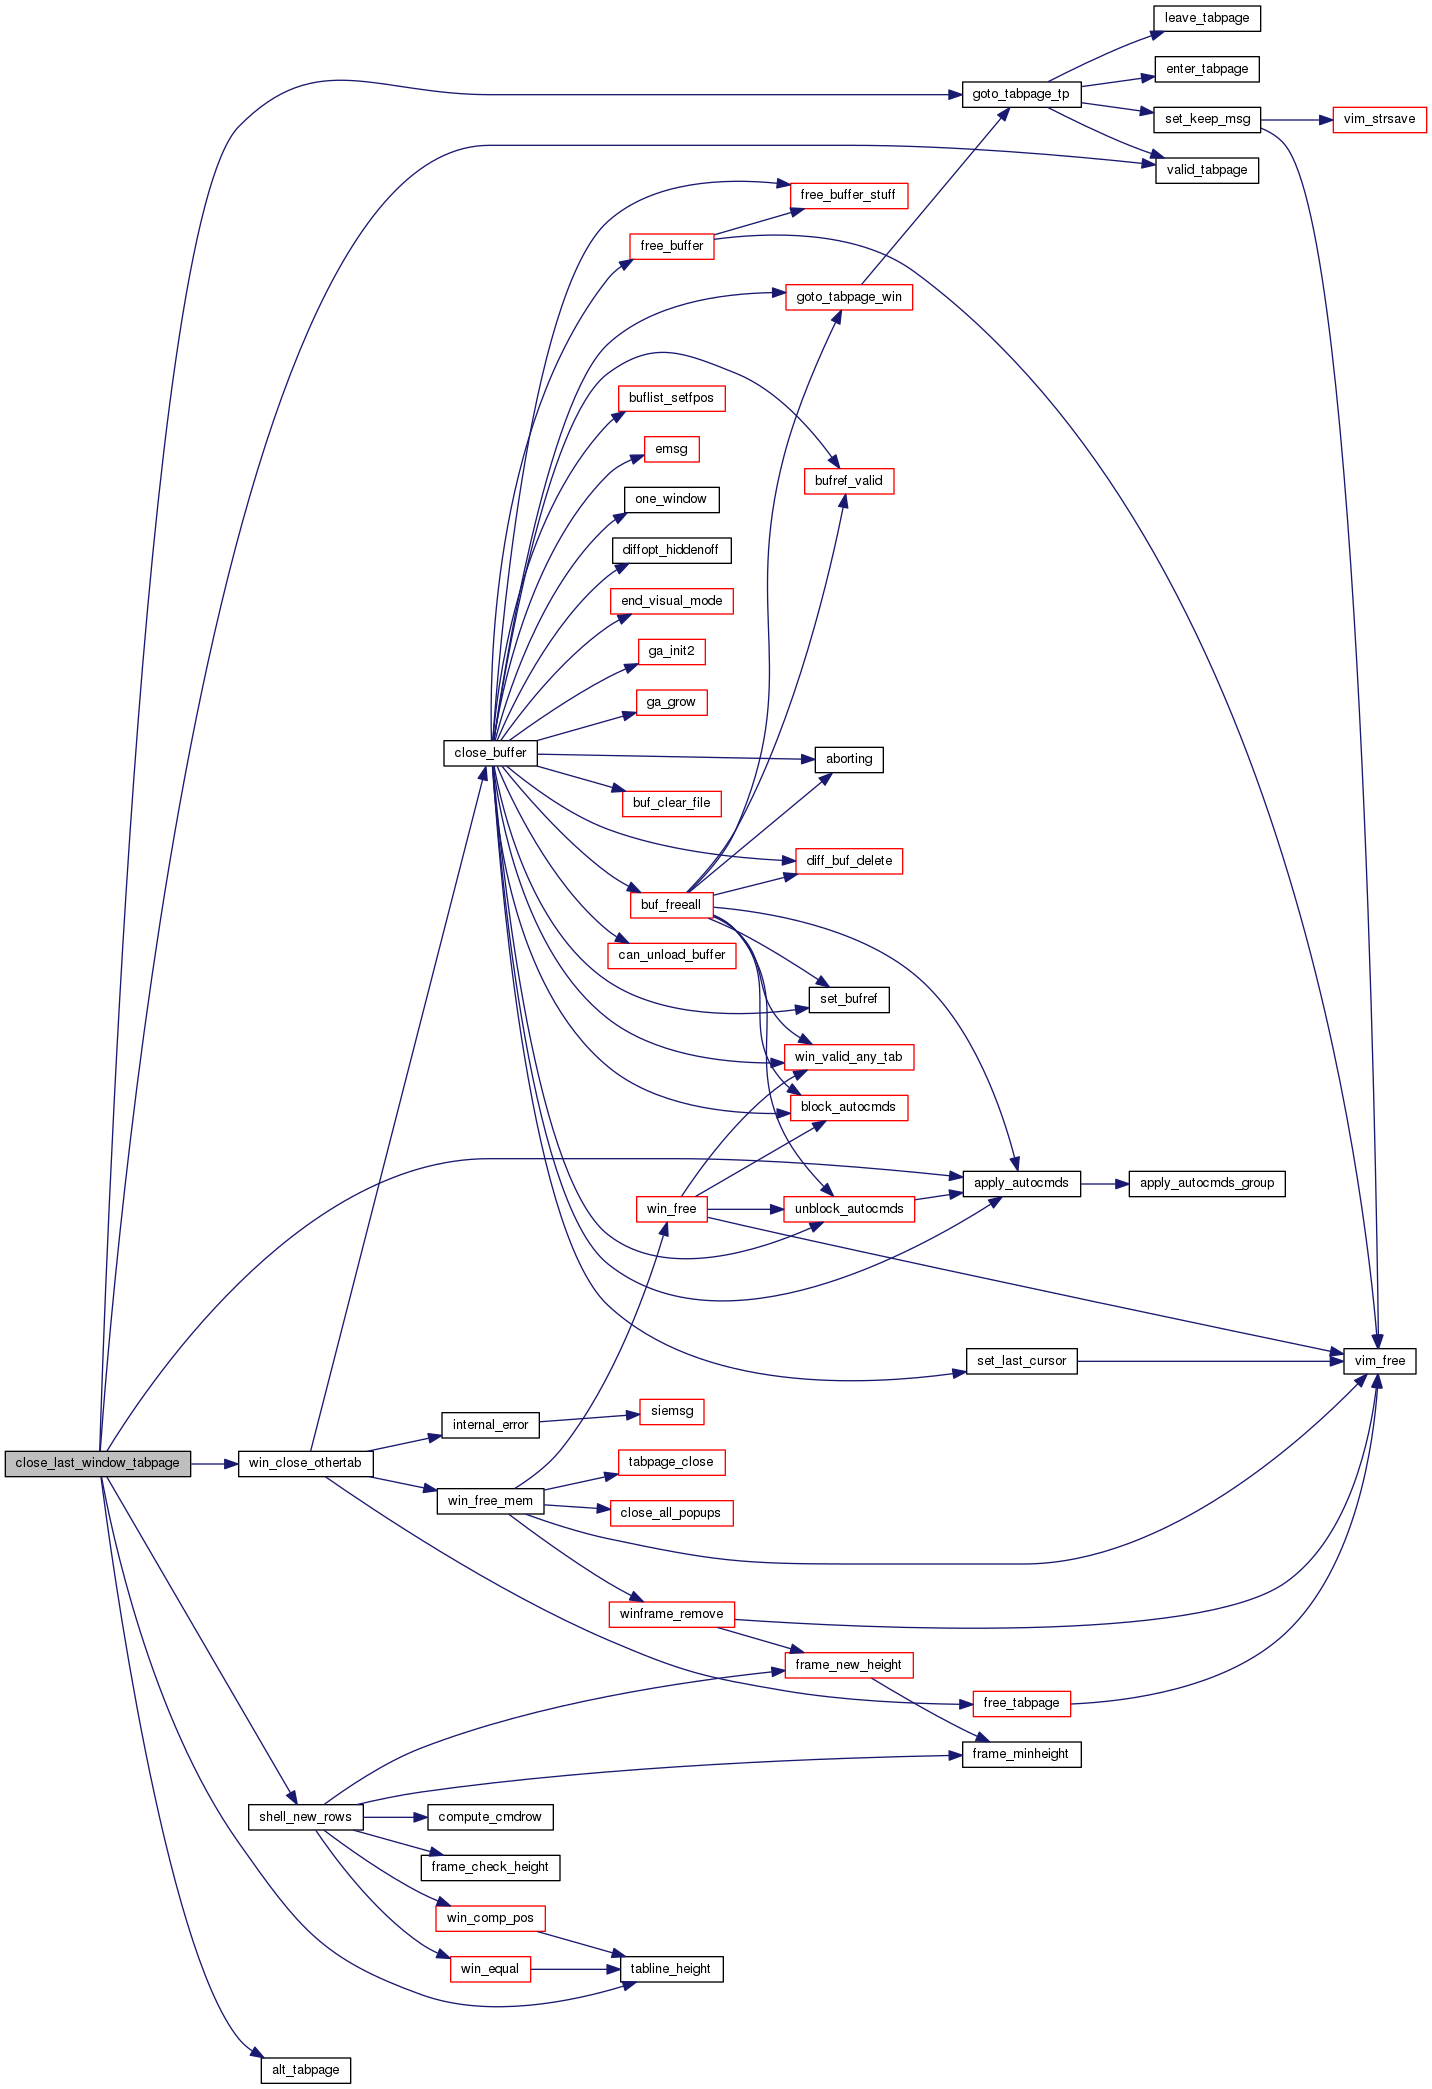 leave_tabpage
enter_tabpage
goto_tabpage_tp
set_keep_msg
vim_strsave
valid_tabpage
free_buffer_stuff
free_buffer
goto_tabpage_win
buflist_setfpos
emsg
bufref_valid
one_window
diffopt_hiddenoff
end_visual_mode
ga_init2
ga_grow
close_buffer
aborting
buf_clear_file
diff_buf_delete
buf_freeall
can_unload_buffer
set_bufref
win_valid_any_tab
block_autocmds
apply_autocmds
apply_autocmds_group
win_free
unblock_autocmds
set_last_cursor
vim_free
siemsg
internal_error
close_last_window_tabpage
win_close_othertab
tabpage_close
win_free_mem
close_all_popups
winframe_remove
frame_new_height
free_tabpage
frame_minheight
shell_new_rows
compute_cmdrow
frame_check_height
win_comp_pos
win_equal
tabline_height
alt_tabpage